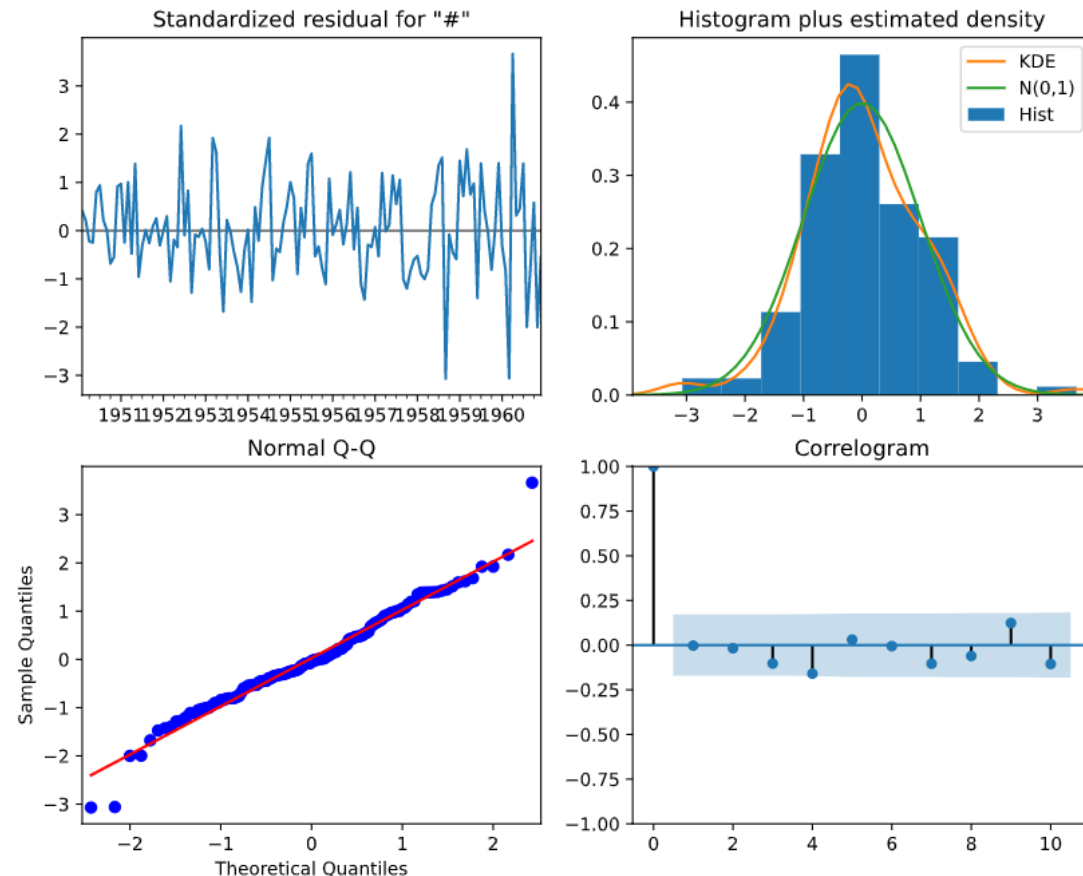 Standardized residual for "#"
3
2
1
0
−1
−2
−3
1951 1952 1953 1954 1955 1956 1957 1958 1959 1960
Histogram plus estimated density
KDE
N(0,1)
Hist
0.4
0.3
0.2
0.1
0.0
−3 −2 −1 0 1 2 3
Normal Q-Q
Sample Quantiles
3
2
1
0
−1
−2
−3
−2 −1 0 1 2
Theoretical Quantiles
Correlogram
1.00
0.75
0.50
0.25
0.00
−0.25
−0.50
−0.75
−1.00
0 2 4 6 8 10